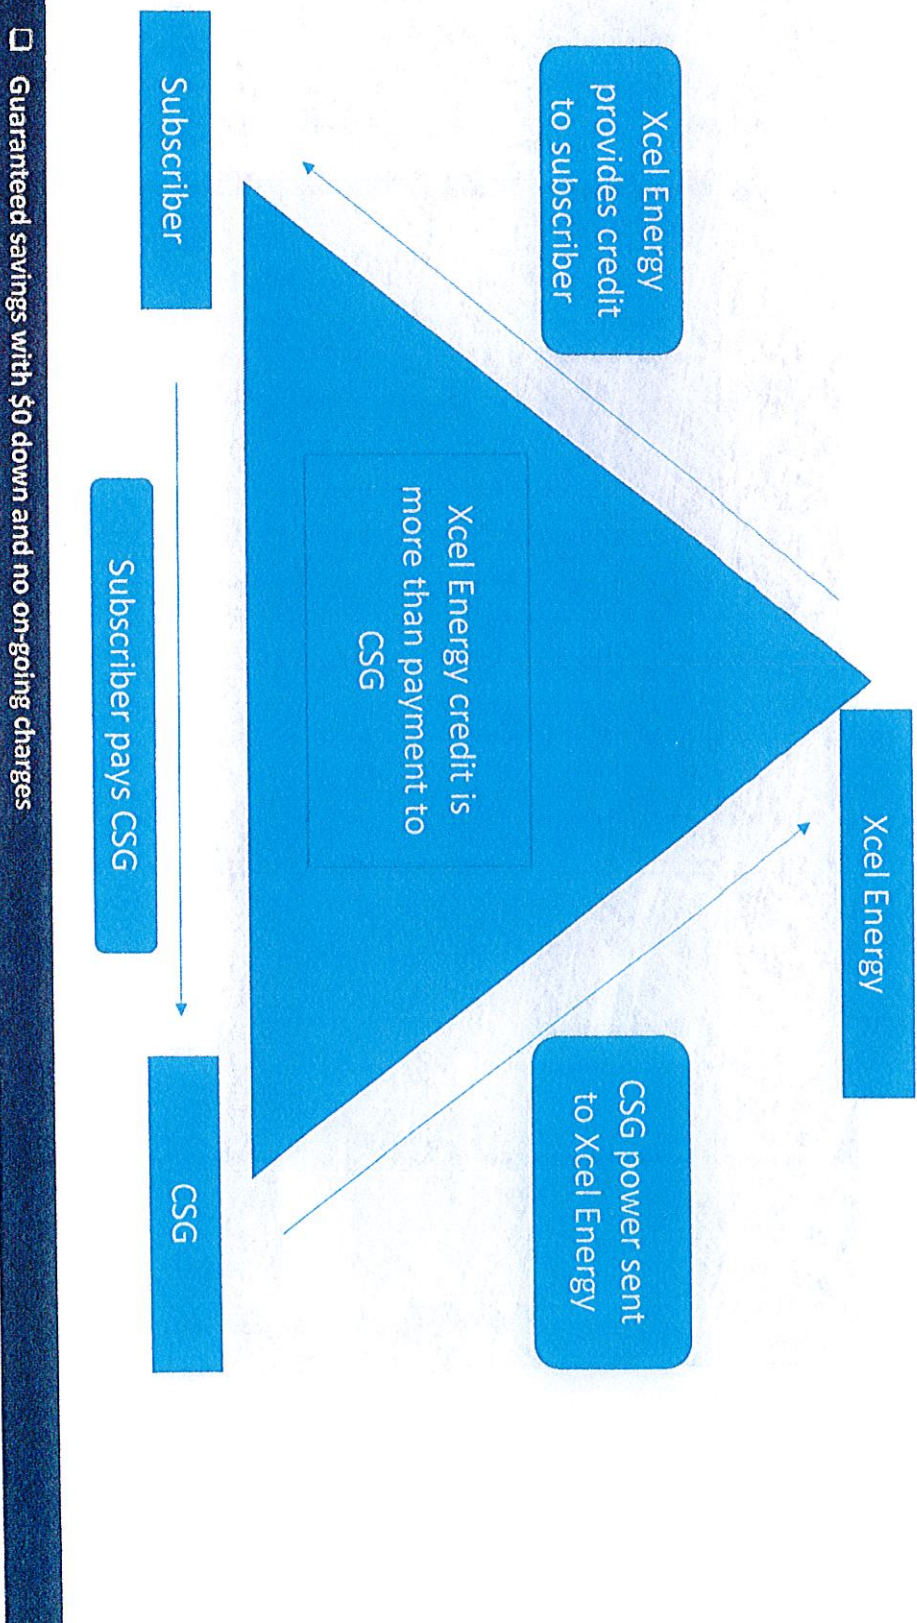 Xcel Energy
Xcel Energy
provides credit
to subscriber
CSG power sent
to Xcel Energy
Xcel Energy credit is
more than payment to
CSG
Subscriber
CSG
Subscriber pays CSG
Guaranteed savings with $0 down and no on-going charges